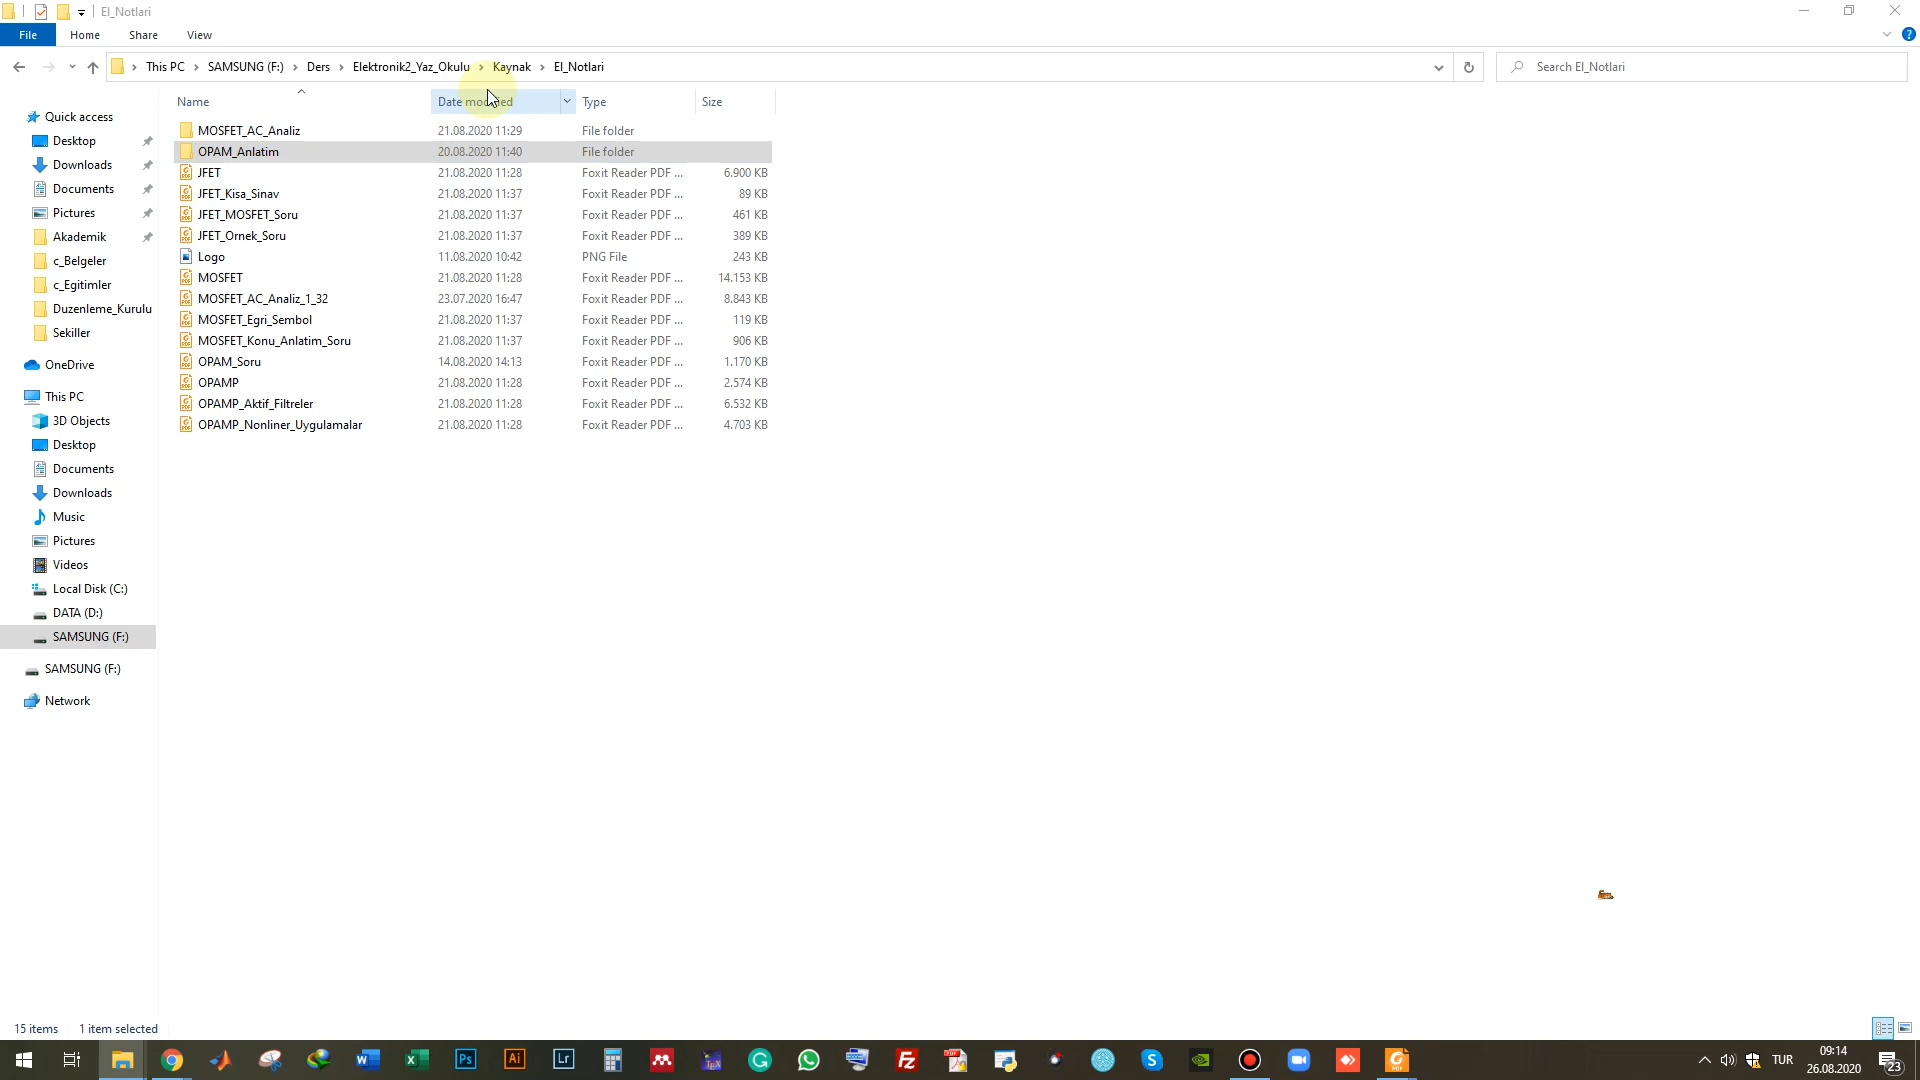 El_Notlari
File Home Share View
This PC SAMSUNG (F:) Ders Elektronik2_Yaz_Okulu Kaynak El_Notlari
Search El_Notlari
Name Date modified Type Size
MOSFET_AC_Analiz 21.08.2020 11:29 File folder
OPAM_Anlatim 20.08.2020 11:40 File folder
JFET 21.08.2020 11:28 Foxit Reader PDF ... 6.900 KB
JFET_Kisa_Sinav 21.08.2020 11:37 Foxit Reader PDF ... 89 KB
JFET_MOSFET_Soru 21.08.2020 11:37 Foxit Reader PDF ... 461 KB
JFET_Ornek_Soru 21.08.2020 11:37 Foxit Reader PDF ... 389 KB
Logo 11.08.2020 10:42 PNG File 243 KB
MOSFET 21.08.2020 11:28 Foxit Reader PDF ... 14.153 KB
MOSFET_AC_Analiz_1_32 23.07.2020 16:47 Foxit Reader PDF ... 8.843 KB
MOSFET_Egri_Sembol 21.08.2020 11:37 Foxit Reader PDF ... 119 KB
MOSFET_Konu_Anlatim_Soru 21.08.2020 11:37 Foxit Reader PDF ... 906 KB
OPAM_Soru 14.08.2020 14:13 Foxit Reader PDF ... 1.170 KB
OPAMP 21.08.2020 11:28 Foxit Reader PDF ... 2.574 KB
OPAMP_Aktif_Filtreler 21.08.2020 11:28 Foxit Reader PDF ... 6.532 KB
OPAMP_Nonliner_Uygulamalar 21.08.2020 11:28 Foxit Reader PDF ... 4.703 KB
Quick access
Desktop
Downloads
Documents
Pictures
Akademik
c_Belgeler
c_Egitimler
Duzenleme_Kurulu
Sekiller
OneDrive
This PC
3D Objects
Desktop
Documents
Downloads
Music
Pictures
Videos
Local Disk (C:)
DATA (D:)
SAMSUNG (F:)
SAMSUNG (F:)
Network
15 items 1 item selected
Ps Ai Lr
TUR
09:14
26.08.2020
23